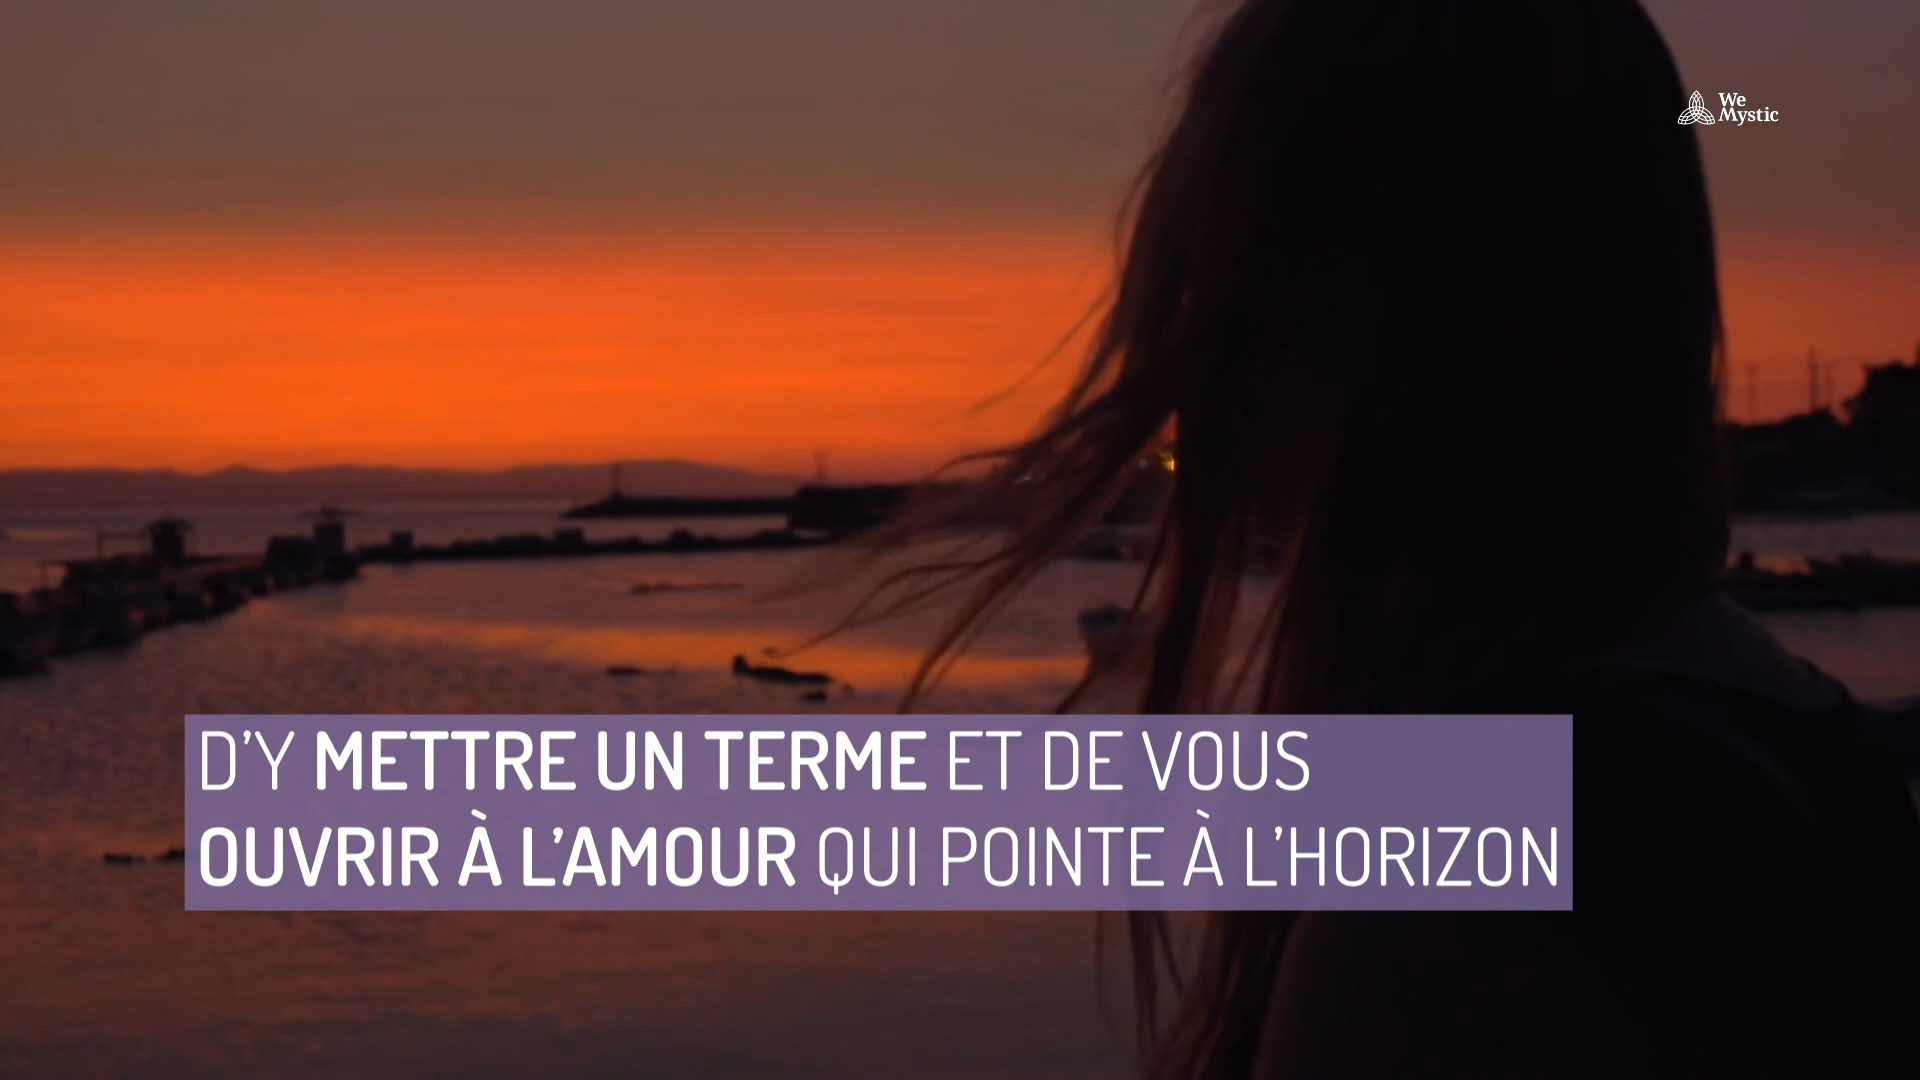 We
Mystic
D’Y METTRE UN TERME ET DE VOUS
OUVRIR À L’AMOUR QUI POINTE À L’HORIZON